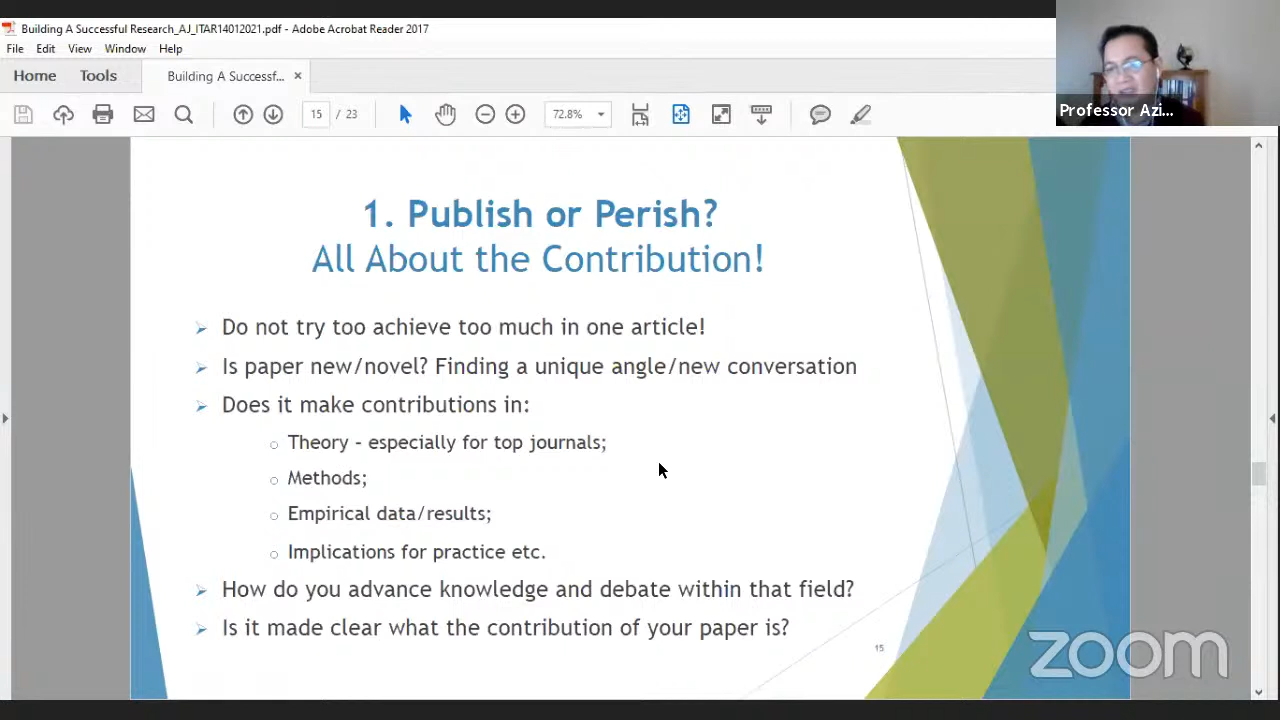 Building A Successful Research_AJ_ITAR14012021.pdf - Adobe Acrobat Reader 2017
File Edit View Window Help
Home Tools Building A Successf... ×
15 / 23 72.8%
Professor Azi...
1. Publish or Perish?
All About the Contribution!
Do not try too achieve too much in one article!
Is paper new/novel? Finding a unique angle/new conversation
Does it make contributions in:
Theory - especially for top journals;
Methods;
Empirical data/results;
Implications for practice etc.
How do you advance knowledge and debate within that field?
Is it made clear what the contribution of your paper is?
15
zoom